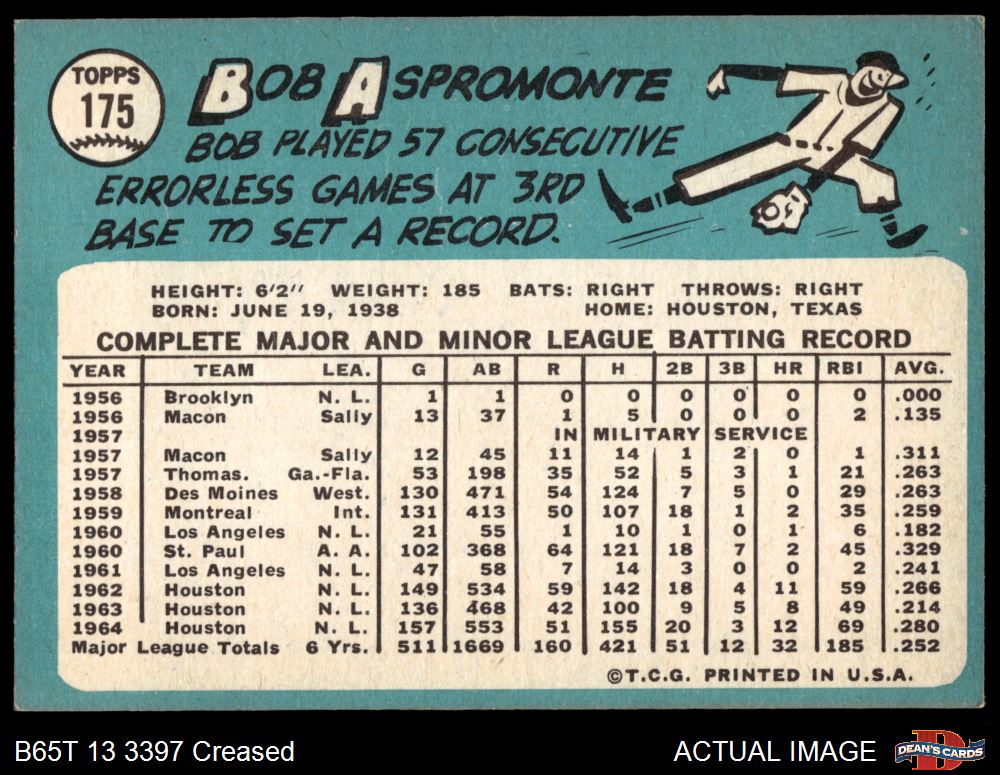 TOPPS
175
BOB ASPROMONTE
BOB PLAYED 57 CONSECUTIVE
ERRORLESS GAMES AT 3RD
BASE TO SET A RECORD.
HEIGHT: 6'2" WEIGHT: 185 BATS: RIGHT THROWS: RIGHT
BORN: JUNE 19, 1938 HOME: HOUSTON, TEXAS
COMPLETE MAJOR AND MINOR LEAGUE BATTING RECORD
YEAR TEAM LEA. G AB R H 2B 3B HR RBI AVG.
1956 Brooklyn N. L. 1 1 0 0 0 0 0 0 .000
1956 Macon Sally 13 37 1 5 0 0 0 2 .135
1957 IN MILITARY SERVICE
1957 Macon Sally 12 45 11 14 1 2 0 1 .311
1957 Thomas. Ga.-Fla. 53 198 35 52 5 3 1 21 .263
1958 Des Moines West. 130 471 54 124 7 5 0 29 .263
1959 Montreal Int. 131 413 50 107 18 1 2 35 .259
1960 Los Angeles N. L. 21 55 1 10 1 0 1 6 .182
1960 St. Paul A. A. 102 368 64 121 18 7 2 45 .329
1961 Los Angeles N. L. 47 58 7 14 3 0 0 2 .241
1962 Houston N. L. 149 534 59 142 18 4 11 59 .266
1963 Houston N. L. 136 468 42 100 9 5 8 49 .214
1964 Houston N. L. 157 553 51 155 20 3 12 69 .280
Major League Totals 6 Yrs. 511 1669 160 421 51 12 32 185 .252
©T.C.G. PRINTED IN U.S.A.
B65T 13 3397 Creased ACTUAL IMAGE
D
DEAN'S CARDS